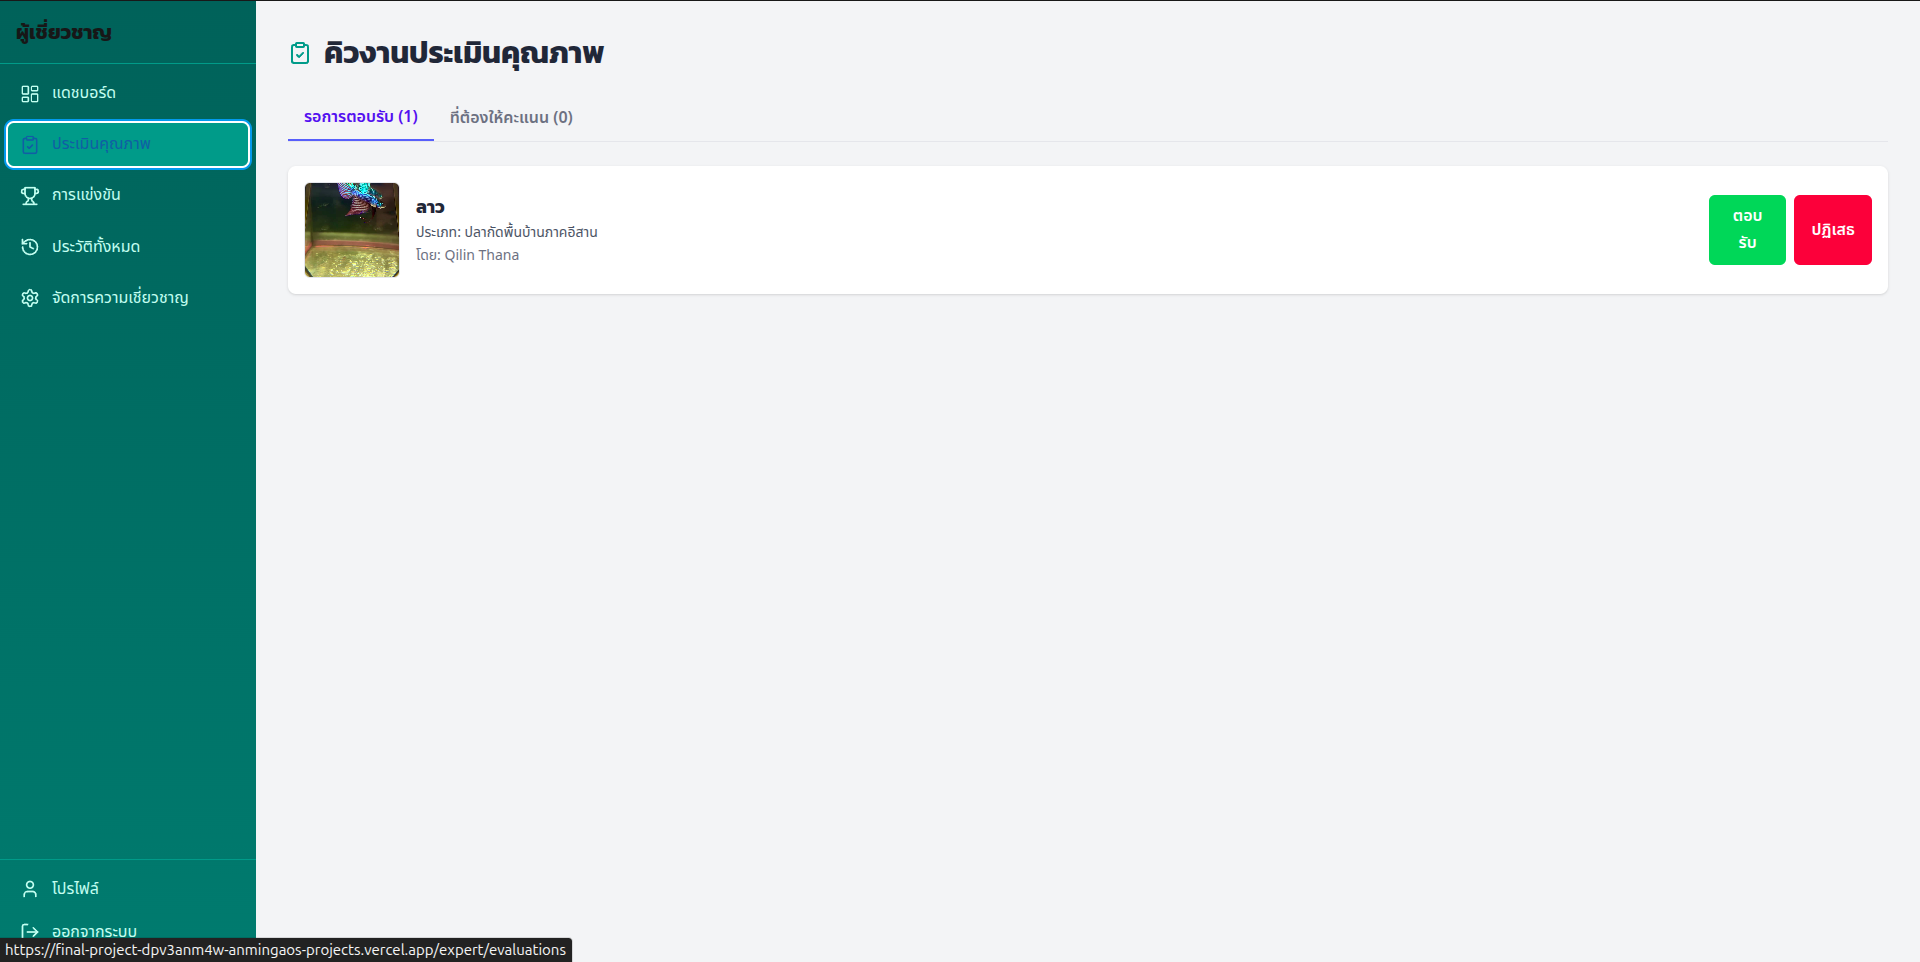 ผู้เชี่ยวชาญ
แดชบอร์ด
ประเมินคุณภาพ
การแข่งขัน
ประวัติทั้งหมด
จัดการความเชี่ยวชาญ
โปรไฟล์
ออกจากระบบ
https://final-project-dpv3anm4w-anmingaos-projects.vercel.app/expert/evaluations
คิวงานประเมินคุณภาพ
รอการตอบรับ (1)
ที่ต้องให้คะแนน (0)
ลาว
ประเภท: ปลากัดพื้นบ้านภาคอีสาน
โดย: Qilin Thana
ตอบ
รับ
ปฏิเสธ